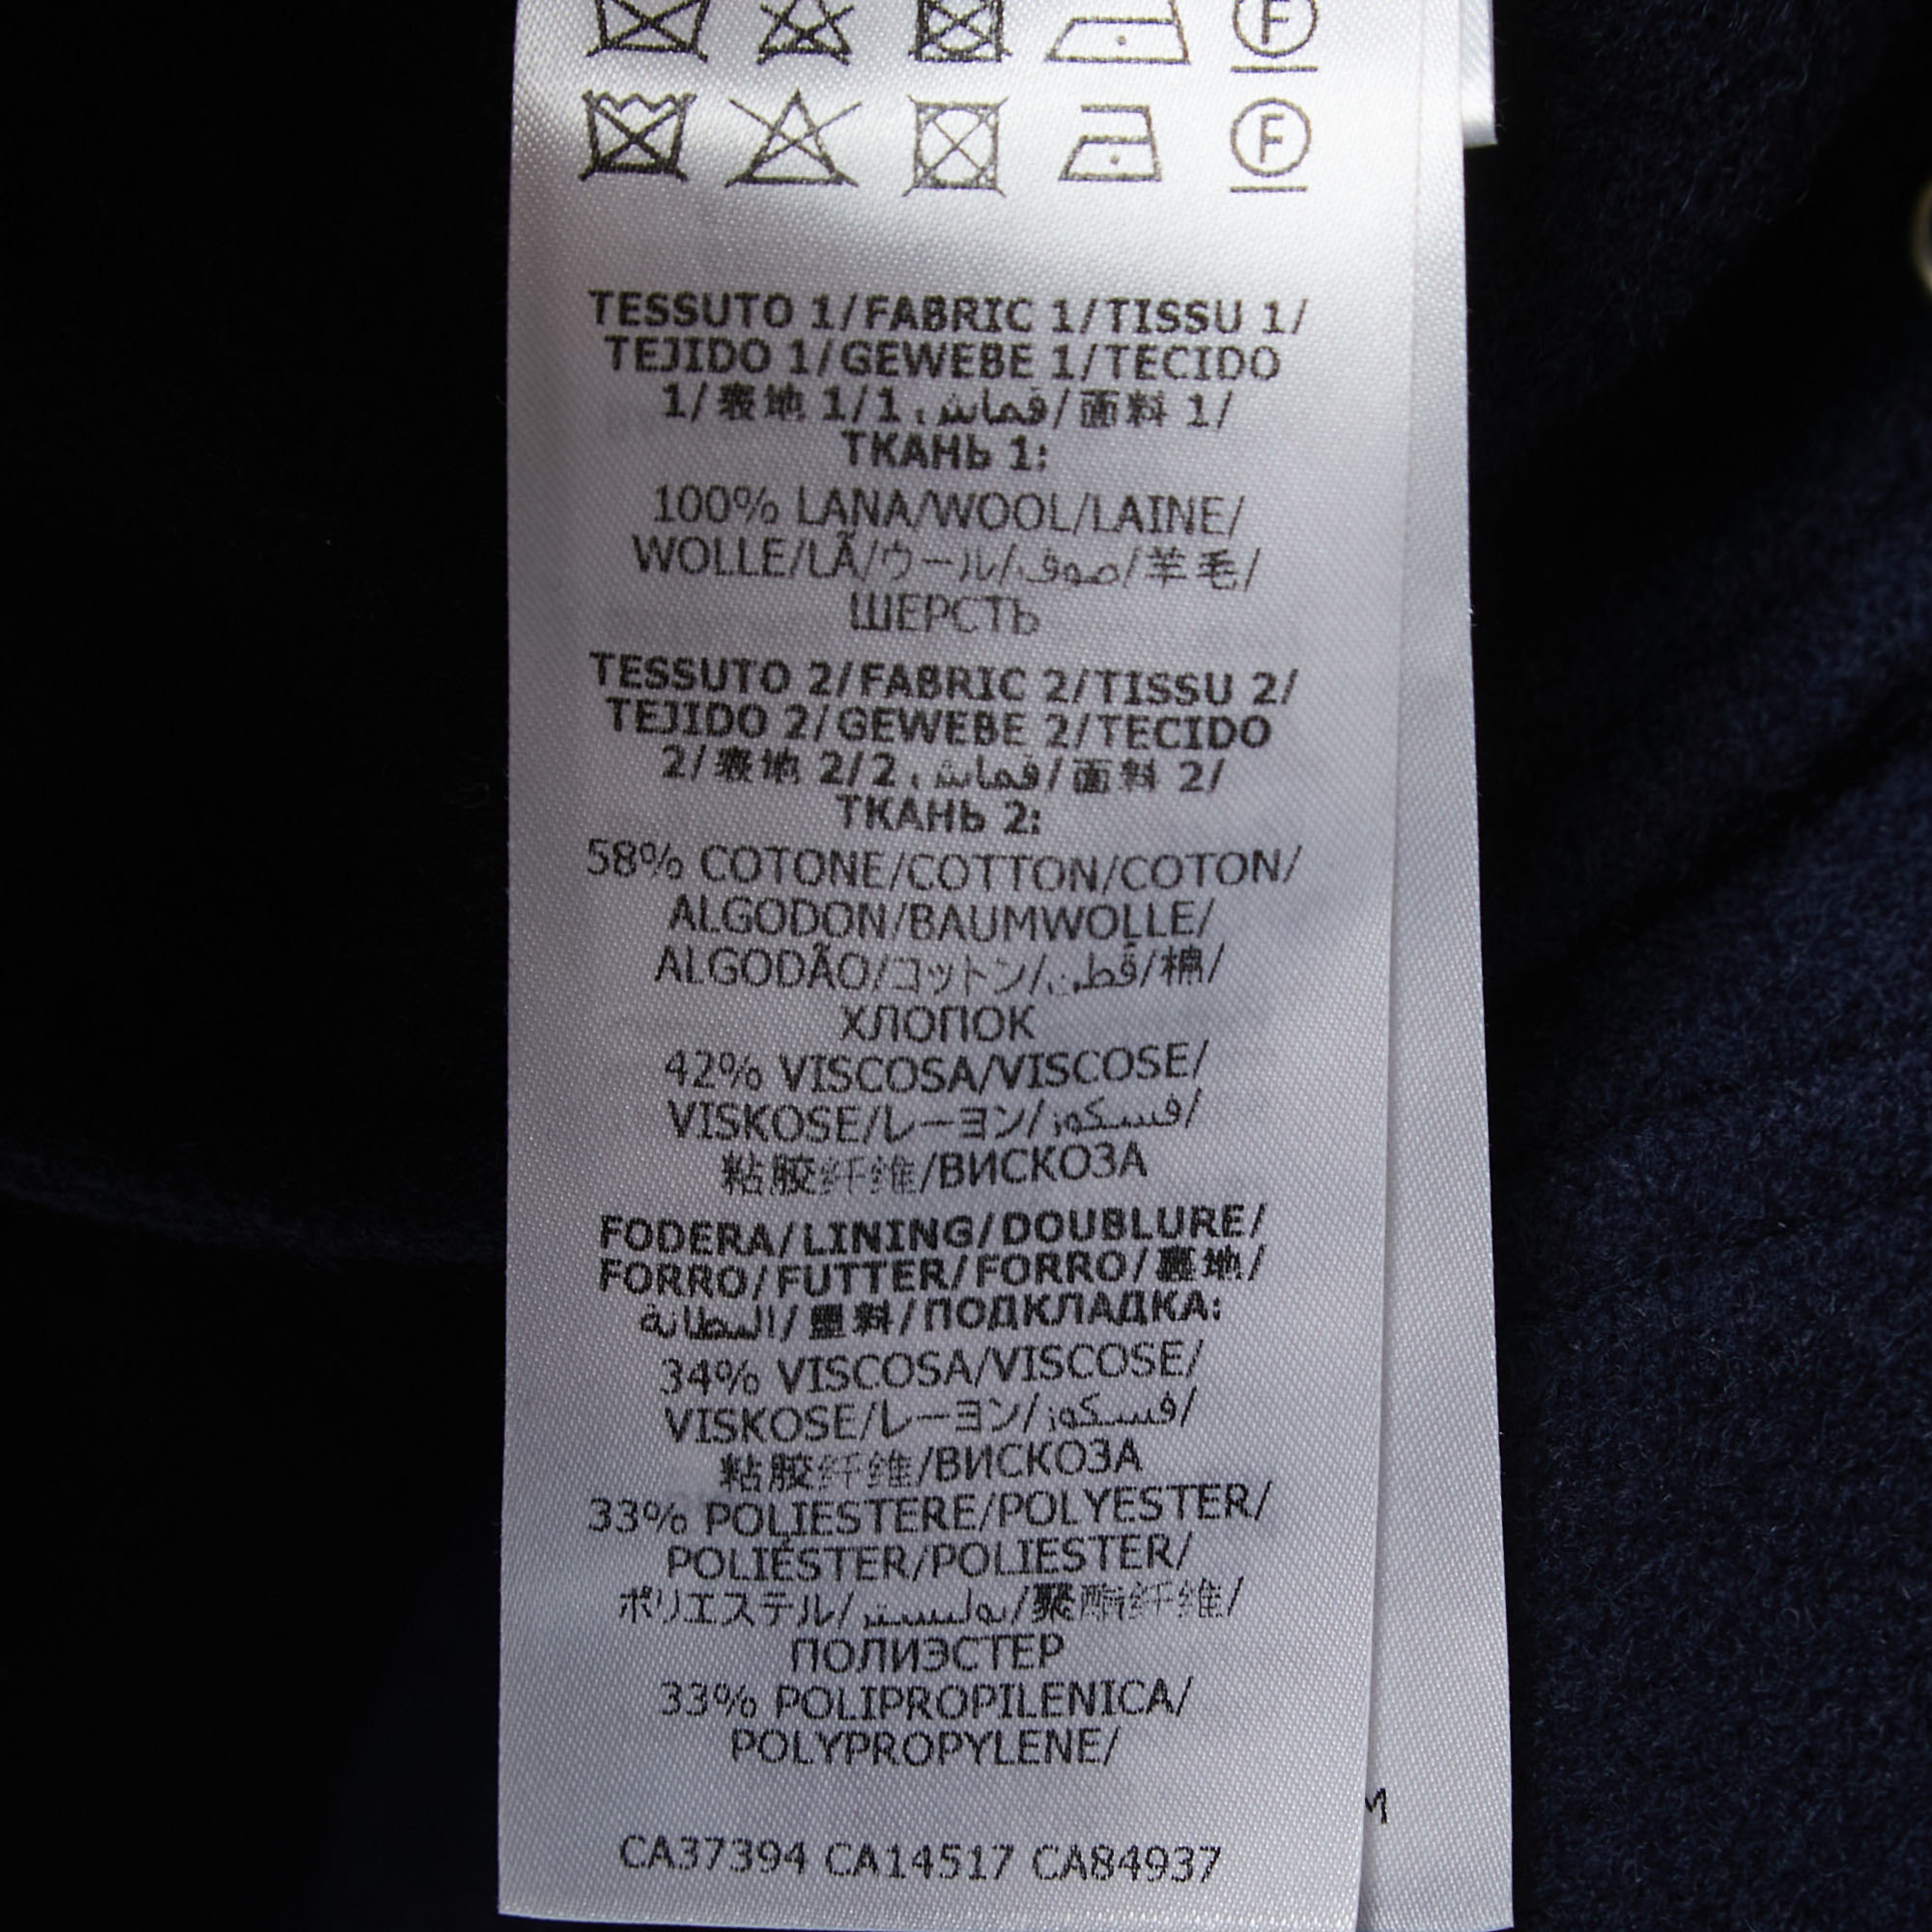 F
F
TESSUTO 1/FABRIC 1/TISSU 1/
TEJIDO 1/GEWEBE 1/TECIDO
1/表地 1/1 قماش/面料 1/
ТКАНЬ 1:
100% LANA/WOOL/LAINE/
WOLLE/LÃ/ウール/صوف/羊毛/
ШЕРСТЬ
TESSUTO 2/FABRIC 2/TISSU 2/
TEJIDO 2/GEWEBE 2/TECIDO
2/表地 2/2 قماش/面料 2/
ТКАНЬ 2:
58% COTONE/COTTON/COTON/
ALGODON/BAUMWOLLE/
ALGODÃO/コットン/قطن/棉/
ХЛОПОК
42% VISCOSA/VISCOSE/
VISKOSE/レーヨン/فسكوز/
粘胶纤维/ВИСКОЗА
FODERA/LINING/DOUBLURE/
FORRO/FUTTER/FORRO/裏地/
البطانة/里料/ПОДКЛАДКА:
34% VISCOSA/VISCOSE/
VISKOSE/レーヨン/فسكوز/
粘胶纤维/ВИСКОЗА
33% POLIESTERE/POLYESTER/
POLIÉSTER/POLIESTER/
ポリエステル/بوليستر/聚酯纤维/
ПОЛИЭСТЕР
33% POLIPROPILENICA/
POLYPROPYLENE/
M
CA37394 CA14517 CA84937